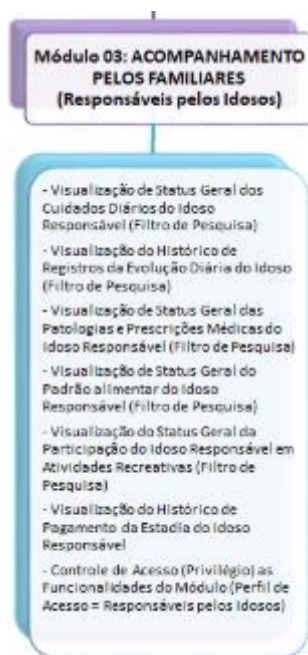 Módulo 03: ACOMPANHAMENTO
PELOS FAMILIARES
(Responsáveis pelos Idosos)
- Visualização de Status Geral dos
Cuidados Diários do Idoso
Responsável (Filtro de Pesquisa)
- Visualização do Histórico de
Registros da Evolução Diária do Idoso
(Filtro de Pesquisa)
- Visualização de Status Geral das
Patologias e Prescrições Médicas do
Idoso Responsável (Filtro de Pesquisa)
- Visualização de Status Geral do
Padrão alimentar do Idoso
Responsável (Filtro de Pesquisa)
- Visualização do Status Geral da
Participação do Idoso Responsável em
Atividades Recreativas (Filtro de
Pesquisa)
- Visualização do Histórico de
Pagamento da Estadia do Idoso
Responsável
- Controle de Acesso (Privilégio) as
Funcionalidades do Módulo (Perfil de
Acesso = Responsáveis pelos Idosos)